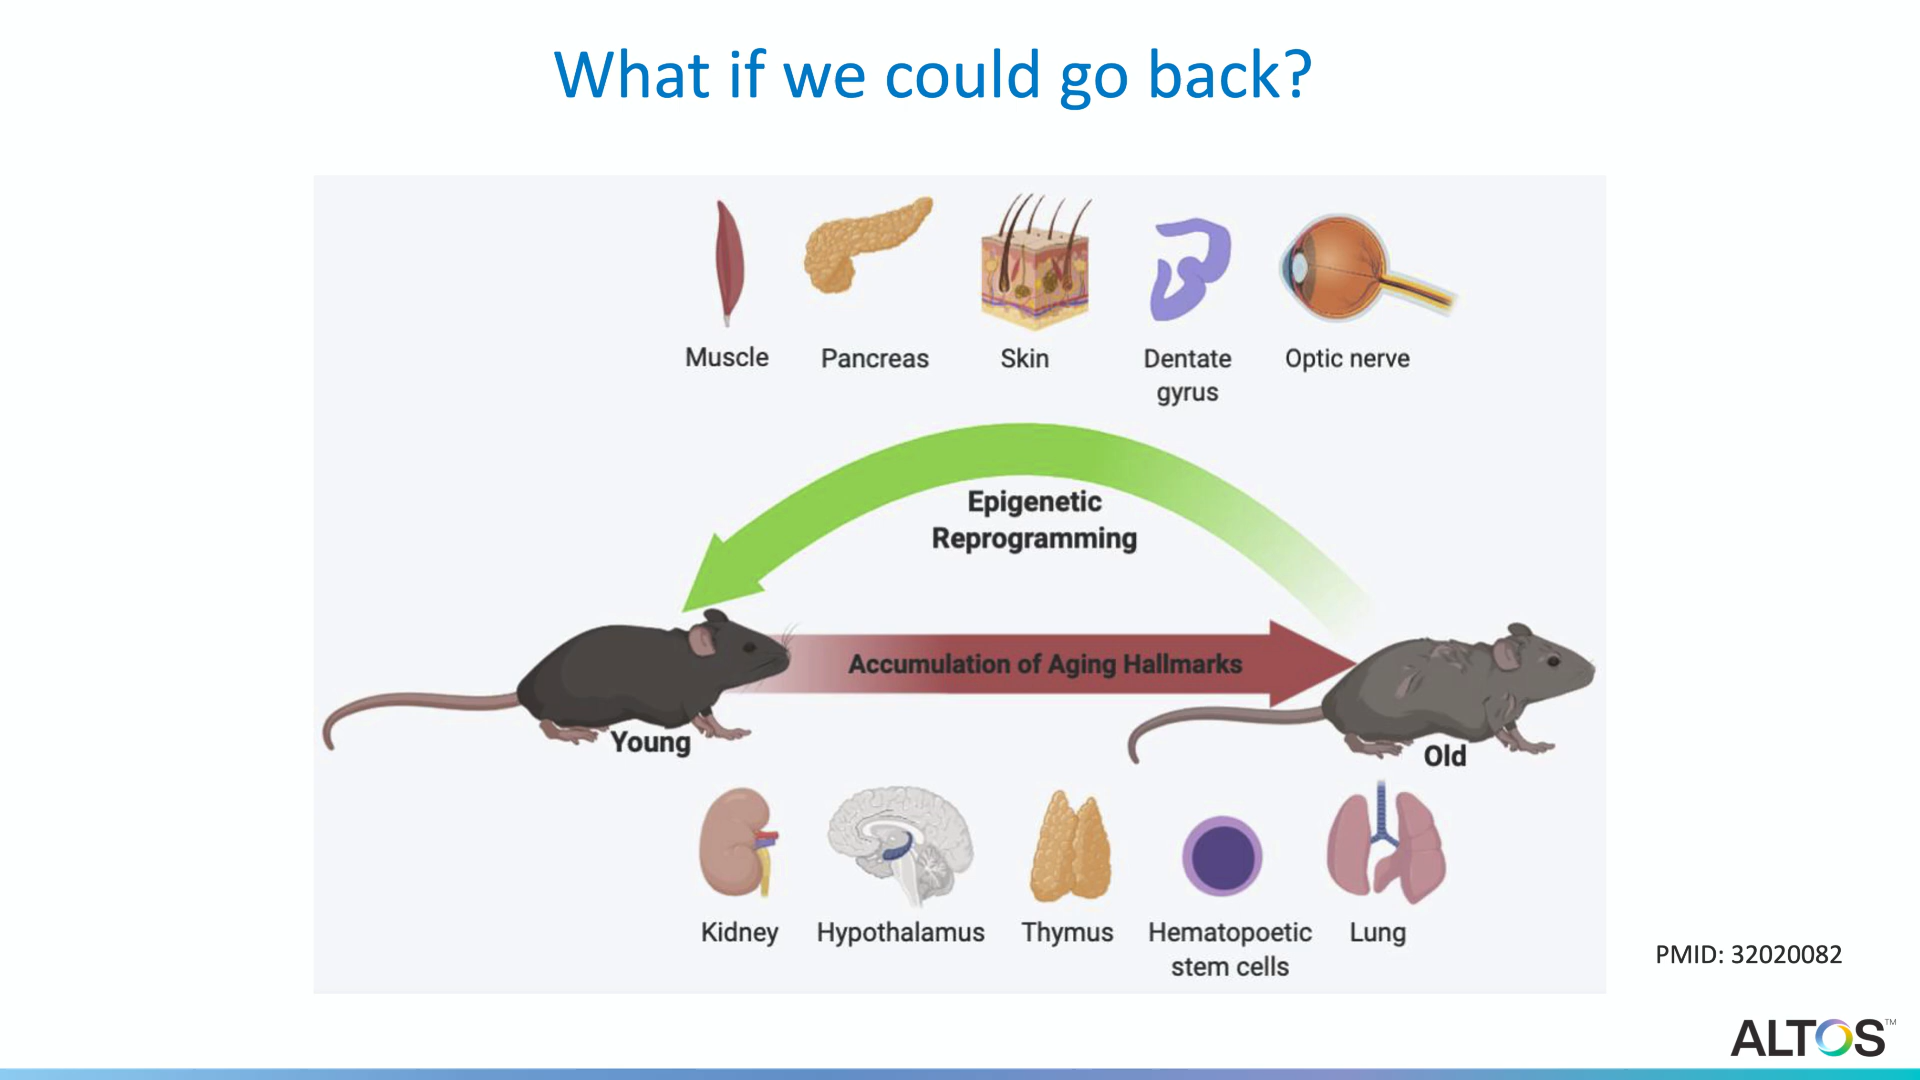 What if we could go back?
Muscle
Pancreas
Skin
Dentate
gyrus
Optic nerve
Epigenetic
Reprogramming
Accumulation of Aging Hallmarks
Young
Old
Kidney
Hypothalamus
Thymus
Hematopoetic
stem cells
Lung
PMID: 32020082
ALTOS™